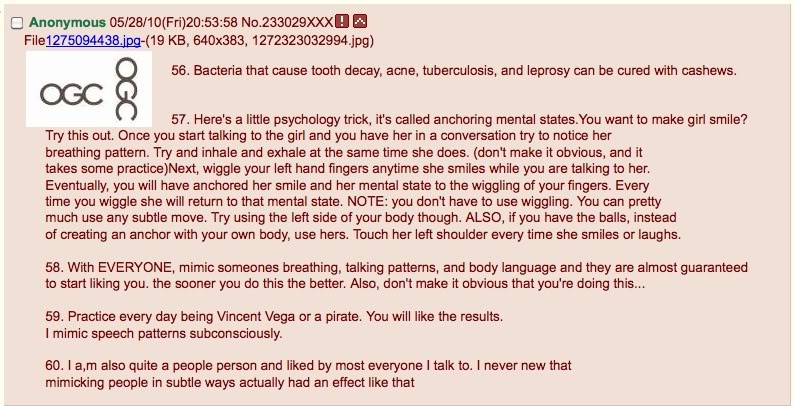 Anonymous 05/28/10(Fri)20:53:58 No.233029XXX
File1275094438.jpg-(19 KB, 640x383, 1272323032994.jpg)
OGC
OGC
56. Bacteria that cause tooth decay, acne, tuberculosis, and leprosy can be cured with cashews.
57. Here's a little psychology trick, it's called anchoring mental states.You want to make girl smile?
Try this out. Once you start talking to the girl and you have her in a conversation try to notice her
breathing pattern. Try and inhale and exhale at the same time she does. (don't make it obvious, and it
takes some practice)Next, wiggle your left hand fingers anytime she smiles while you are talking to her.
Eventually, you will have anchored her smile and her mental state to the wiggling of your fingers. Every
time you wiggle she will return to that mental state. NOTE: you don't have to use wiggling. You can pretty
much use any subtle move. Try using the left side of your body though. ALSO, if you have the balls, instead
of creating an anchor with your own body, use hers. Touch her left shoulder every time she smiles or laughs.
58. With EVERYONE, mimic someones breathing, talking patterns, and body language and they are almost guaranteed
to start liking you. the sooner you do this the better. Also, don't make it obvious that you're doing this...
59. Practice every day being Vincent Vega or a pirate. You will like the results.
I mimic speech patterns subconsciously.
60. I a,m also quite a people person and liked by most everyone I talk to. I never new that
mimicking people in subtle ways actually had an effect like that